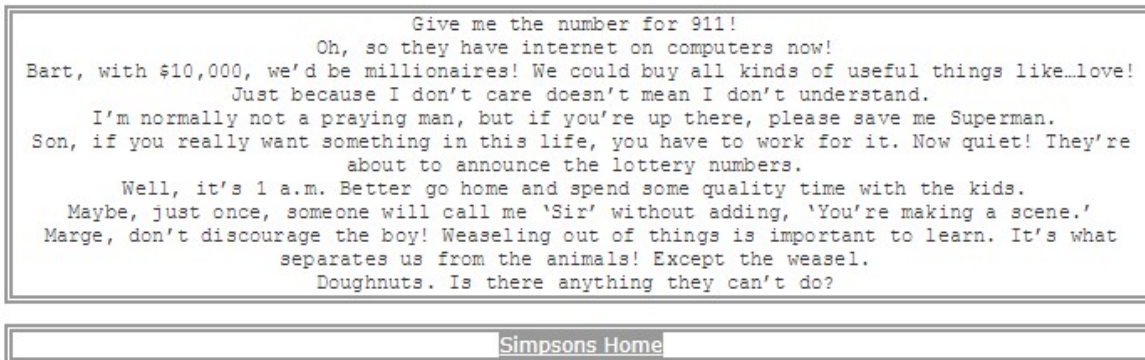 Give me the number for 911!
Oh, so they have internet on computers now!
Bart, with $10,000, we’d be millionaires! We could buy all kinds of useful things like…love!
Just because I don’t care doesn’t mean I don’t understand.
I’m normally not a praying man, but if you’re up there, please save me Superman.
Son, if you really want something in this life, you have to work for it. Now quiet! They’re
about to announce the lottery numbers.
Well, it’s 1 a.m. Better go home and spend some quality time with the kids.
Maybe, just once, someone will call me ‘Sir’ without adding, ‘You’re making a scene.’
Marge, don’t discourage the boy! Weaseling out of things is important to learn. It’s what
separates us from the animals! Except the weasel.
Doughnuts. Is there anything they can’t do?
Simpsons Home